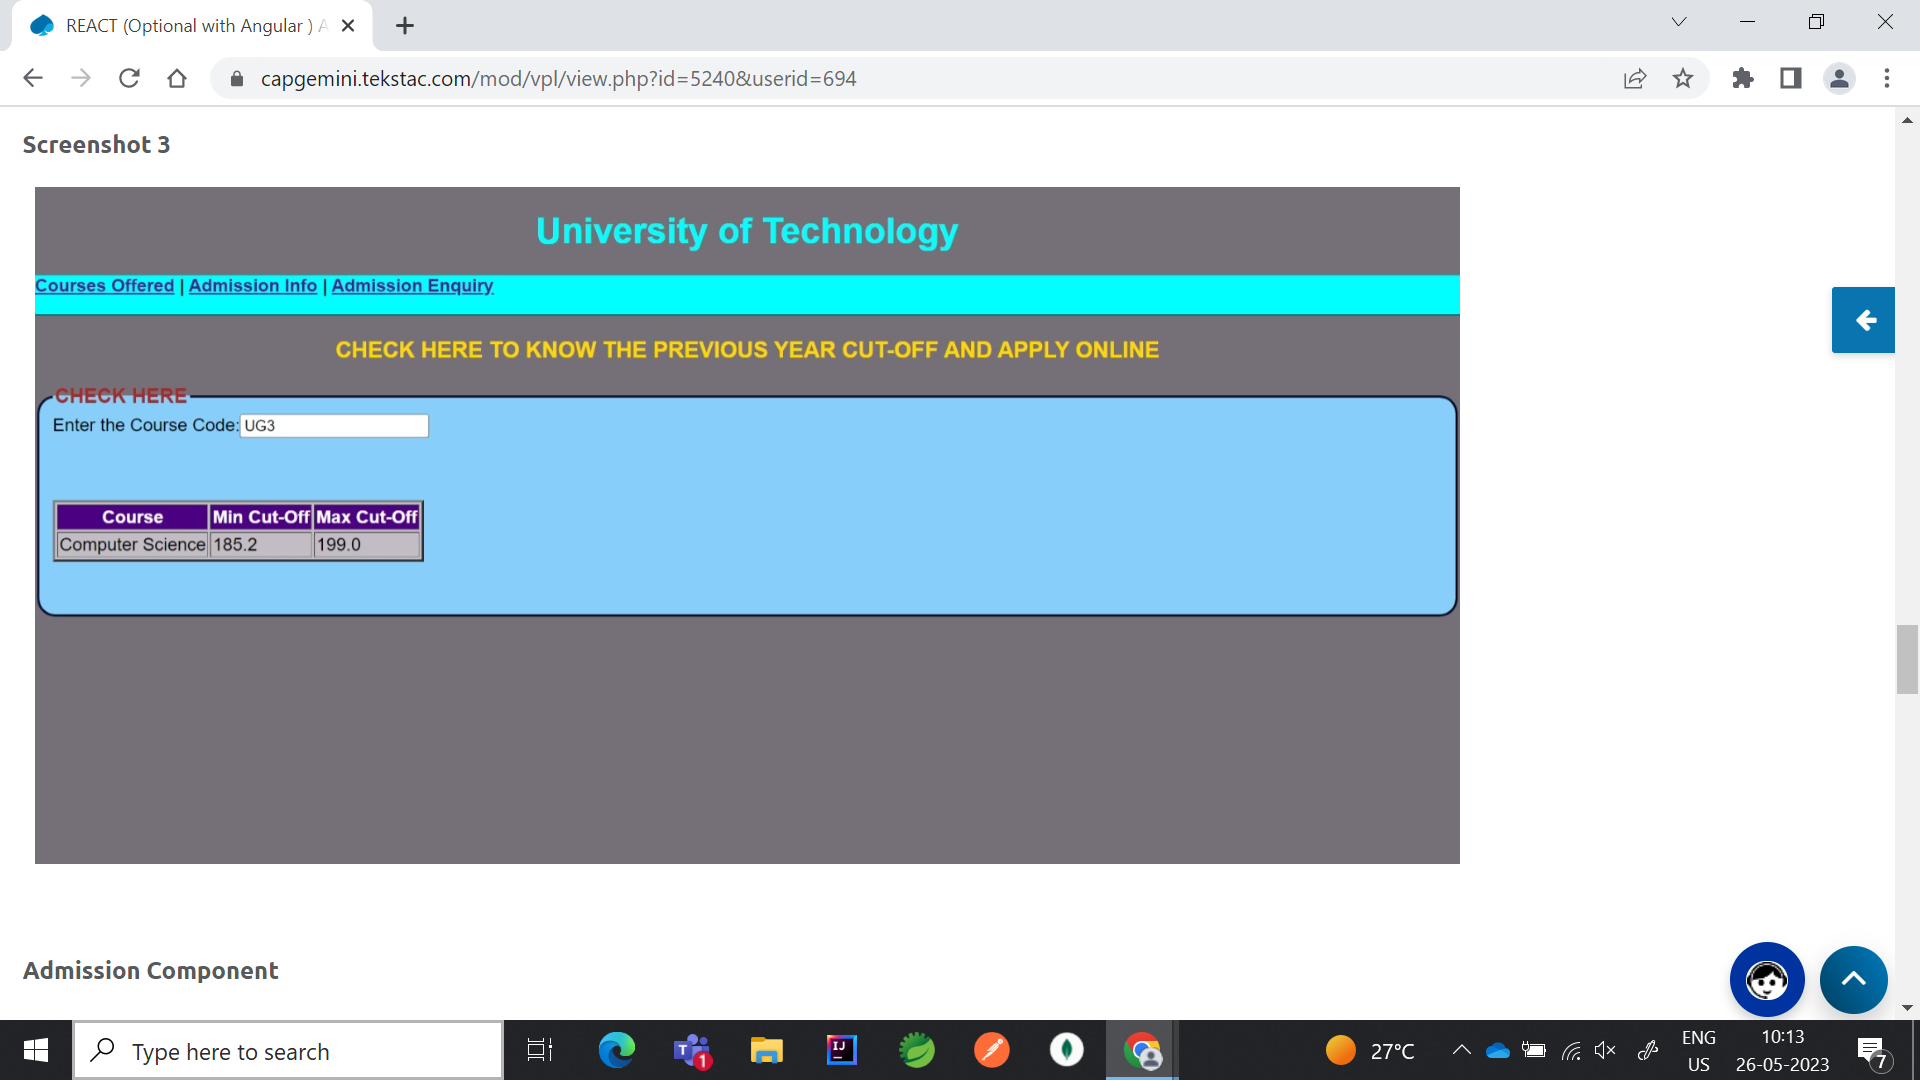 REACT (Optional with Angular ) A
capgemini.tekstac.com/mod/vpl/view.php?id=5240&userid=694
Screenshot 3
University of Technology
Courses Offered | Admission Info | Admission Enquiry
CHECK HERE TO KNOW THE PREVIOUS YEAR CUT-OFF AND APPLY ONLINE
CHECK HERE
Enter the Course Code: UG3
Course Min Cut-Off Max Cut-Off
Computer Science 185.2 199.0
Admission Component
Type here to search
T 1
IJ
27°C
ENG
US
10:13
26-05-2023
7